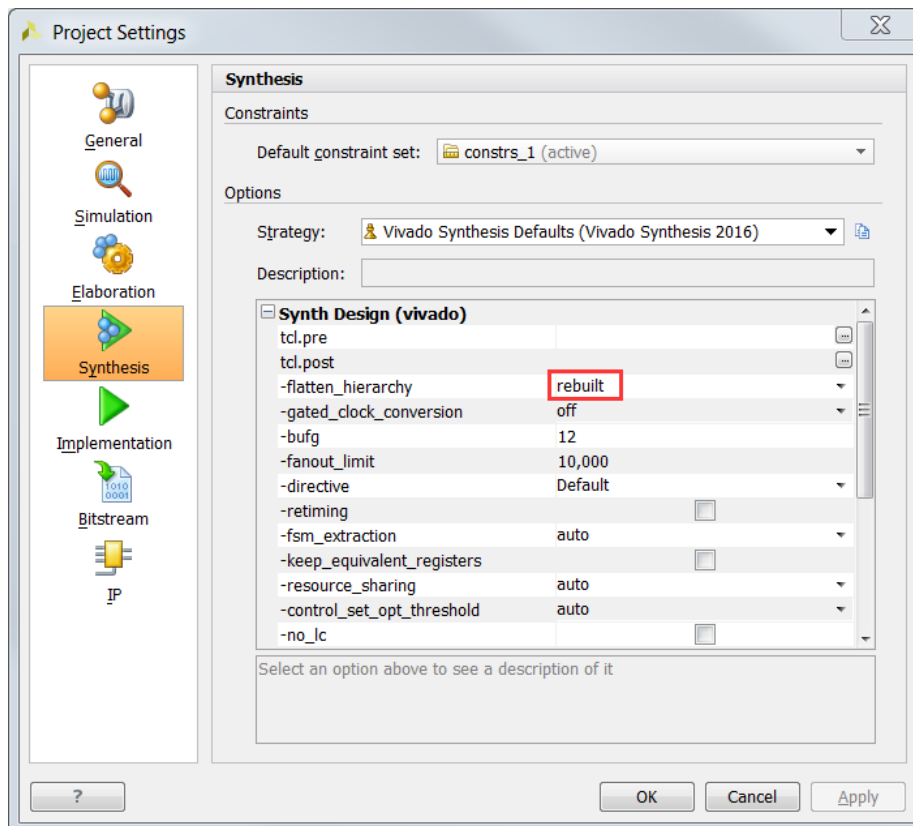 Project Settings
General
Simulation
Elaboration
Synthesis
Implementation
1010
0001
Bitstream
IP
Synthesis
Constraints
Default constraint set: constrs_1 (active)
Options
Strategy: Vivado Synthesis Defaults (Vivado Synthesis 2016)
Description:
Synth Design (vivado)
tcl.pre ...
tcl.post ...
-flatten_hierarchy rebuilt
-gated_clock_conversion off
-bufg 12
-fanout_limit 10,000
-directive Default
-retiming
-fsm_extraction auto
-keep_equivalent_registers
-resource_sharing auto
-control_set_opt_threshold auto
-no_lc
Select an option above to see a description of it
? OK Cancel Apply